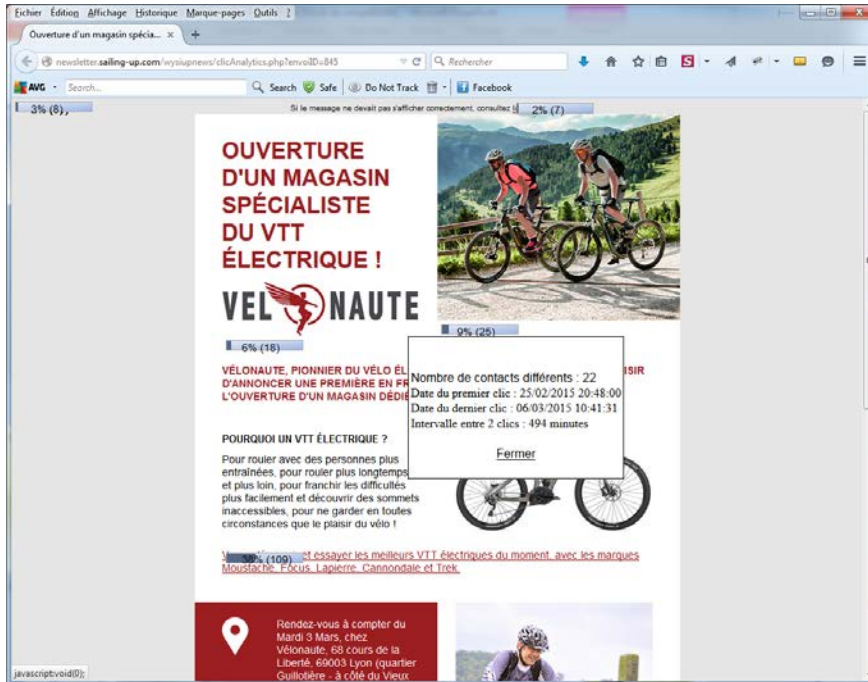 Fichier Édition Affichage Historique Marque-pages Outils ?
Ouverture d'un magasin spécia... × +
newsletter.sailing-up.com/wysiupnews/clicAnalytics.php?envoiID=845 Rechercher
AVG Search... Search Safe Do Not Track Facebook
3% (8), Si le message ne devait pas s'afficher correctement, consultez 2% (7)
OUVERTURE
D'UN MAGASIN
SPÉCIALISTE
DU VTT
ÉLECTRIQUE !
VEL NAUTE
9% (25)
6% (18)
VÉLONAUTE, PIONNIER DU VÉLO ÉL ISIR
D'ANNONCER UNE PREMIÈRE EN FR
L'OUVERTURE D'UN MAGASIN DÉDIÉ
Nombre de contacts différents : 22
Date du premier clic : 25/02/2015 20:48:00
Date du dernier clic : 06/03/2015 10:41:31
Intervalle entre 2 clics : 494 minutes
Fermer
POURQUOI UN VTT ÉLECTRIQUE ?
Pour rouler avec des personnes plus
entraînées, pour rouler plus longtemps
et plus loin, pour franchir les difficultés
plus facilement et découvrir des sommets
inaccessibles, pour ne garder en toutes
circonstances que le plaisir du vélo !
38% (109) et essayer les meilleurs VTT électriques du moment, avec les marques
Moustache, Focus, Lapierre, Cannondale et Trek.
Rendez-vous à compter du
Mardi 3 Mars, chez
Vélonaute, 68 cours de la
Liberté, 69003 Lyon (quartier
Guillotière - à côté du Vieux
javascript:void(0);